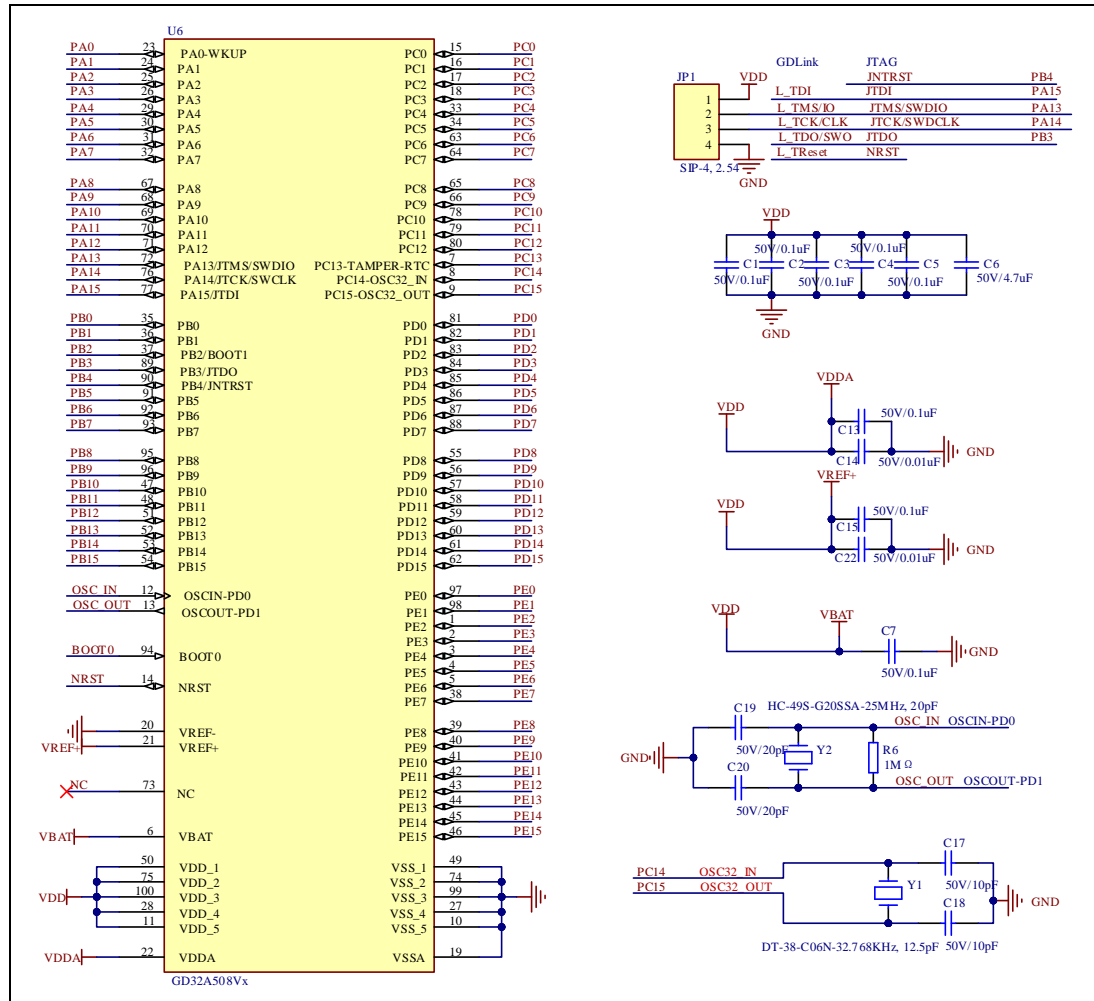 U6
PA0 23 PA0-WKUP PC0 15 PC0
PA1 24 PA1 PC1 16 PC1
PA2 25 PA2 PC2 17 PC2
PA3 26 PA3 PC3 18 PC3
PA4 29 PA4 PC4 33 PC4
PA5 30 PA5 PC5 34 PC5
PA6 31 PA6 PC6 63 PC6
PA7 32 PA7 PC7 64 PC7
PA8 67 PA8 PC8 65 PC8
PA9 68 PA9 PC9 66 PC9
PA10 69 PA10 PC10 78 PC10
PA11 70 PA11 PC11 79 PC11
PA12 71 PA12 PC12 80 PC12
PA13 72 PA13/JTMS/SWDIO PC13-TAMPER-RTC 7 PC13
PA14 76 PA14/JTCK/SWCLK PC14-OSC32_IN 8 PC14
PA15 77 PA15/JTDI PC15-OSC32_OUT 9 PC15
PB0 35 PB0 PD0 81 PD0
PB1 36 PB1 PD1 82 PD1
PB2 37 PB2/BOOT1 PD2 83 PD2
PB3 89 PB3/JTDO PD3 84 PD3
PB4 90 PB4/JNTRST PD4 85 PD4
PB5 91 PB5 PD5 86 PD5
PB6 92 PB6 PD6 87 PD6
PB7 93 PB7 PD7 88 PD7
PB8 95 PB8 PD8 55 PD8
PB9 96 PB9 PD9 56 PD9
PB10 47 PB10 PD10 57 PD10
PB11 48 PB11 PD11 58 PD11
PB12 51 PB12 PD12 59 PD12
PB13 52 PB13 PD13 60 PD13
PB14 53 PB14 PD14 61 PD14
PB15 54 PB15 PD15 62 PD15
OSC_IN 12 OSCIN-PD0 PE0 97 PE0
OSC_OUT 13 OSCOUT-PD1 PE1 98 PE1
PE2 1 PE2
PE3 2 PE3
BOOT0 94 BOOT0 PE4 3 PE4
PE5 4 PE5
NRST 14 NRST PE6 5 PE6
PE7 38 PE7
20 VREF- PE8 39 PE8
VREF+ 21 VREF+ PE9 40 PE9
PE10 41 PE10
PE11 42 PE11
NC 73 NC PE12 43 PE12
PE13 44 PE13
PE14 45 PE14
VBAT 6 VBAT PE15 46 PE15
50 VDD_1 VSS_1 49
75 VDD_2 VSS_2 74
VDD 100 VDD_3 VSS_3 99
28 VDD_4 VSS_4 27
11 VDD_5 VSS_5 10
VDDA 22 VDDA VSSA 19
GD32A508Vx
GDLink JTAG
JP1 VDD JNTRST PB4
1 L_TDI JTDI PA15
2 L_TMS/IO JTMS/SWDIO PA13
3 L_TCK/CLK JTCK/SWDCLK PA14
4 L_TDO/SWO JTDO PB3
L_TReset NRST
SIP-4, 2.54
GND
VDD
50V/0.1uF 50V/0.1uF
C1 C2 C3 C4 C5 C6
50V/0.1uF 50V/0.1uF 50V/0.1uF 50V/4.7uF
GND
VDDA
VDD 50V/0.1uF
C13
C14 50V/0.01uF GND
VREF+
VDD 50V/0.1uF
C15
C22 50V/0.01uF GND
VDD VBAT
C7
GND
50V/0.1uF
C19 HC-49S-G20SSA-25MHz, 20pF
OSC_IN OSCIN-PD0
50V/20pF Y2 R6
GND 1M Ω
C20
OSC_OUT OSCOUT-PD1
50V/20pF
C17
PC14 OSC32_IN
50V/10pF
PC15 OSC32_OUT Y1
C18 GND
DT-38-C06N-32.768KHz, 12.5pF 50V/10pF